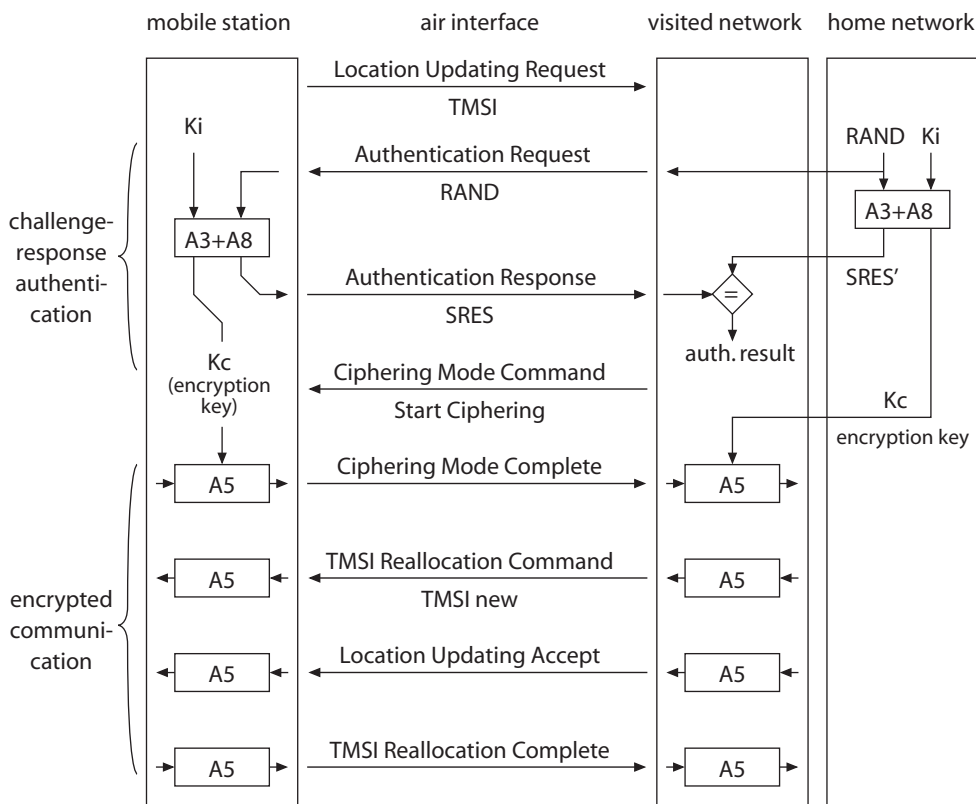 mobile station
air interface
visited network
home network
Location Updating Request
TMSI
Ki
RAND
Ki
Authentication Request
RAND
challenge-
response
authenti-
cation
A3+A8
A3+A8
Authentication Response
SRES
=
SRES’
auth. result
Kc
(encryption
key)
Ciphering Mode Command
Start Ciphering
Kc
encryption key
Ciphering Mode Complete
A5
A5
encrypted
communi-
cation
TMSI Reallocation Command
TMSI new
A5
A5
Location Updating Accept
A5
A5
TMSI Reallocation Complete
A5
A5